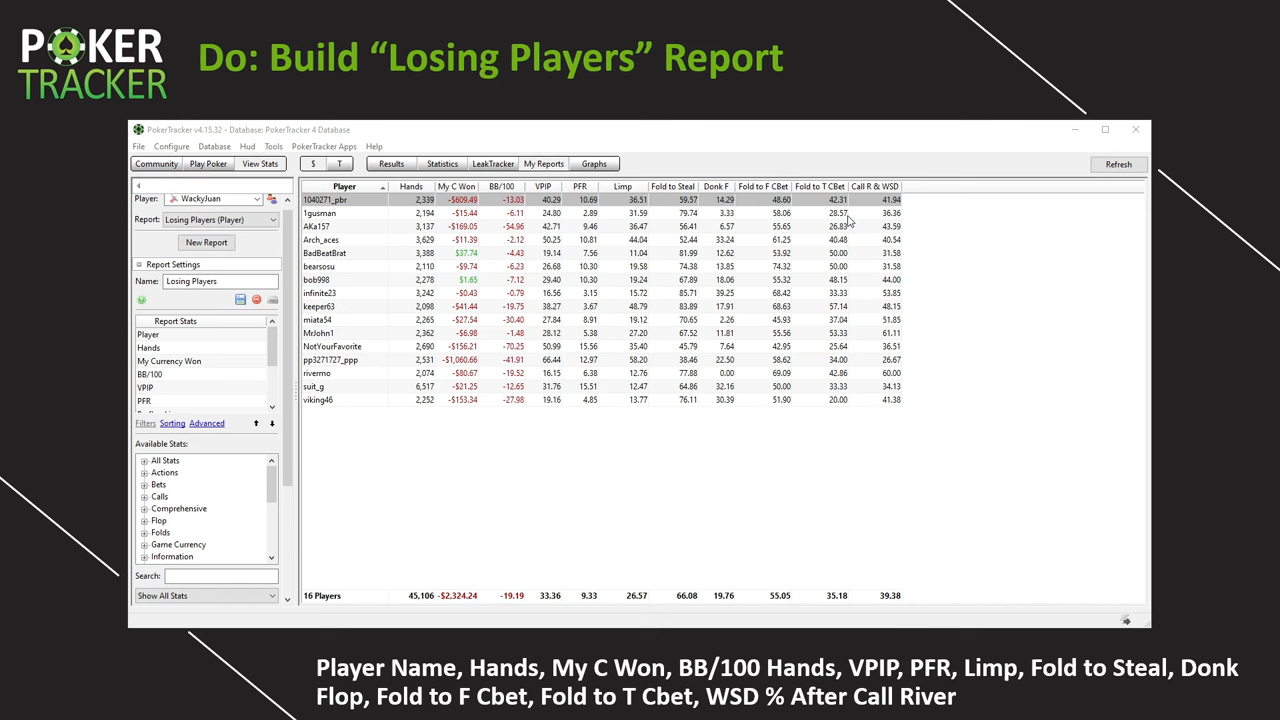 POKER
TRACKER
Do: Build “Losing Players” Report
PokerTracker v4.15.32 - Database: PokerTracker 4 Database
File Configure Database Hud Tools PokerTracker Apps Help
Community Play Poker View Stats $ T Results Statistics LeakTracker My Reports Graphs Refresh
Player: WackyJuan
Report: Losing Players (Player)
New Report
Report Settings
Name: Losing Players
Report Stats
Player
Hands
My Currency Won
BB/100
VPIP
PFR
Filters Sorting Advanced
Available Stats:
All Stats
Actions
Bets
Calls
Comprehensive
Flop
Folds
Game Currency
Information
Search:
Show All Stats
Player Hands My C Won BB/100 VPIP PFR Limp Fold to Steal Donk F Fold to F CBet Fold to T CBet Call R & WSD
1040271_pbr 2,339 -$609.49 -13.03 40.29 10.69 36.51 59.57 14.29 48.60 42.31 41.94
1gusman 2,194 -$15.44 -6.11 24.80 2.89 31.59 79.74 3.33 58.06 28.57 36.36
AKa157 3,137 -$169.05 -54.96 42.71 9.46 36.47 56.41 6.57 55.65 26.83 43.59
Arch_aces 3,629 -$11.39 -2.12 50.25 10.81 44.04 52.44 33.24 61.25 40.48 40.54
BadBeatBrat 3,388 $37.74 -4.43 19.14 7.56 11.04 81.99 12.62 53.92 50.00 31.58
bearsosu 2,110 -$9.74 -6.23 26.68 10.30 19.58 74.38 13.85 74.32 50.00 31.58
bob998 2,278 $1.65 -7.12 29.40 10.30 19.24 67.89 18.06 55.32 48.15 44.00
infinite23 3,242 -$0.43 -0.79 16.56 3.15 15.72 85.71 39.25 68.42 33.33 53.85
keeper63 2,098 -$41.44 -19.75 38.27 3.67 48.79 83.89 17.91 68.63 57.14 48.15
miata54 2,265 -$27.54 -30.40 27.84 8.91 19.12 70.65 2.26 45.93 37.04 51.85
MrJohn1 2,362 -$6.98 -1.48 28.12 5.38 27.20 67.52 11.81 55.56 53.33 61.11
NotYourFavorite 2,690 -$156.21 -70.25 50.99 15.56 35.40 45.79 7.64 42.95 25.64 36.51
pp3271727_ppp 2,531 -$1,060.66 -41.91 66.44 12.97 58.20 38.46 22.50 58.62 34.00 26.67
rivermo 2,074 -$80.67 -19.52 16.15 6.38 12.76 77.88 0.00 69.09 42.86 60.00
suit_g 6,517 -$21.25 -12.65 31.76 15.51 12.47 64.86 32.16 50.00 33.33 34.13
viking46 2,252 -$153.34 -27.98 19.16 4.85 13.77 76.11 30.39 51.90 20.00 41.38
16 Players 45,106 -$2,324.24 -19.19 33.36 9.33 26.57 66.08 19.76 55.05 35.18 39.38
Player Name, Hands, My C Won, BB/100 Hands, VPIP, PFR, Limp, Fold to Steal, Donk
Flop, Fold to F Cbet, Fold to T Cbet, WSD % After Call River